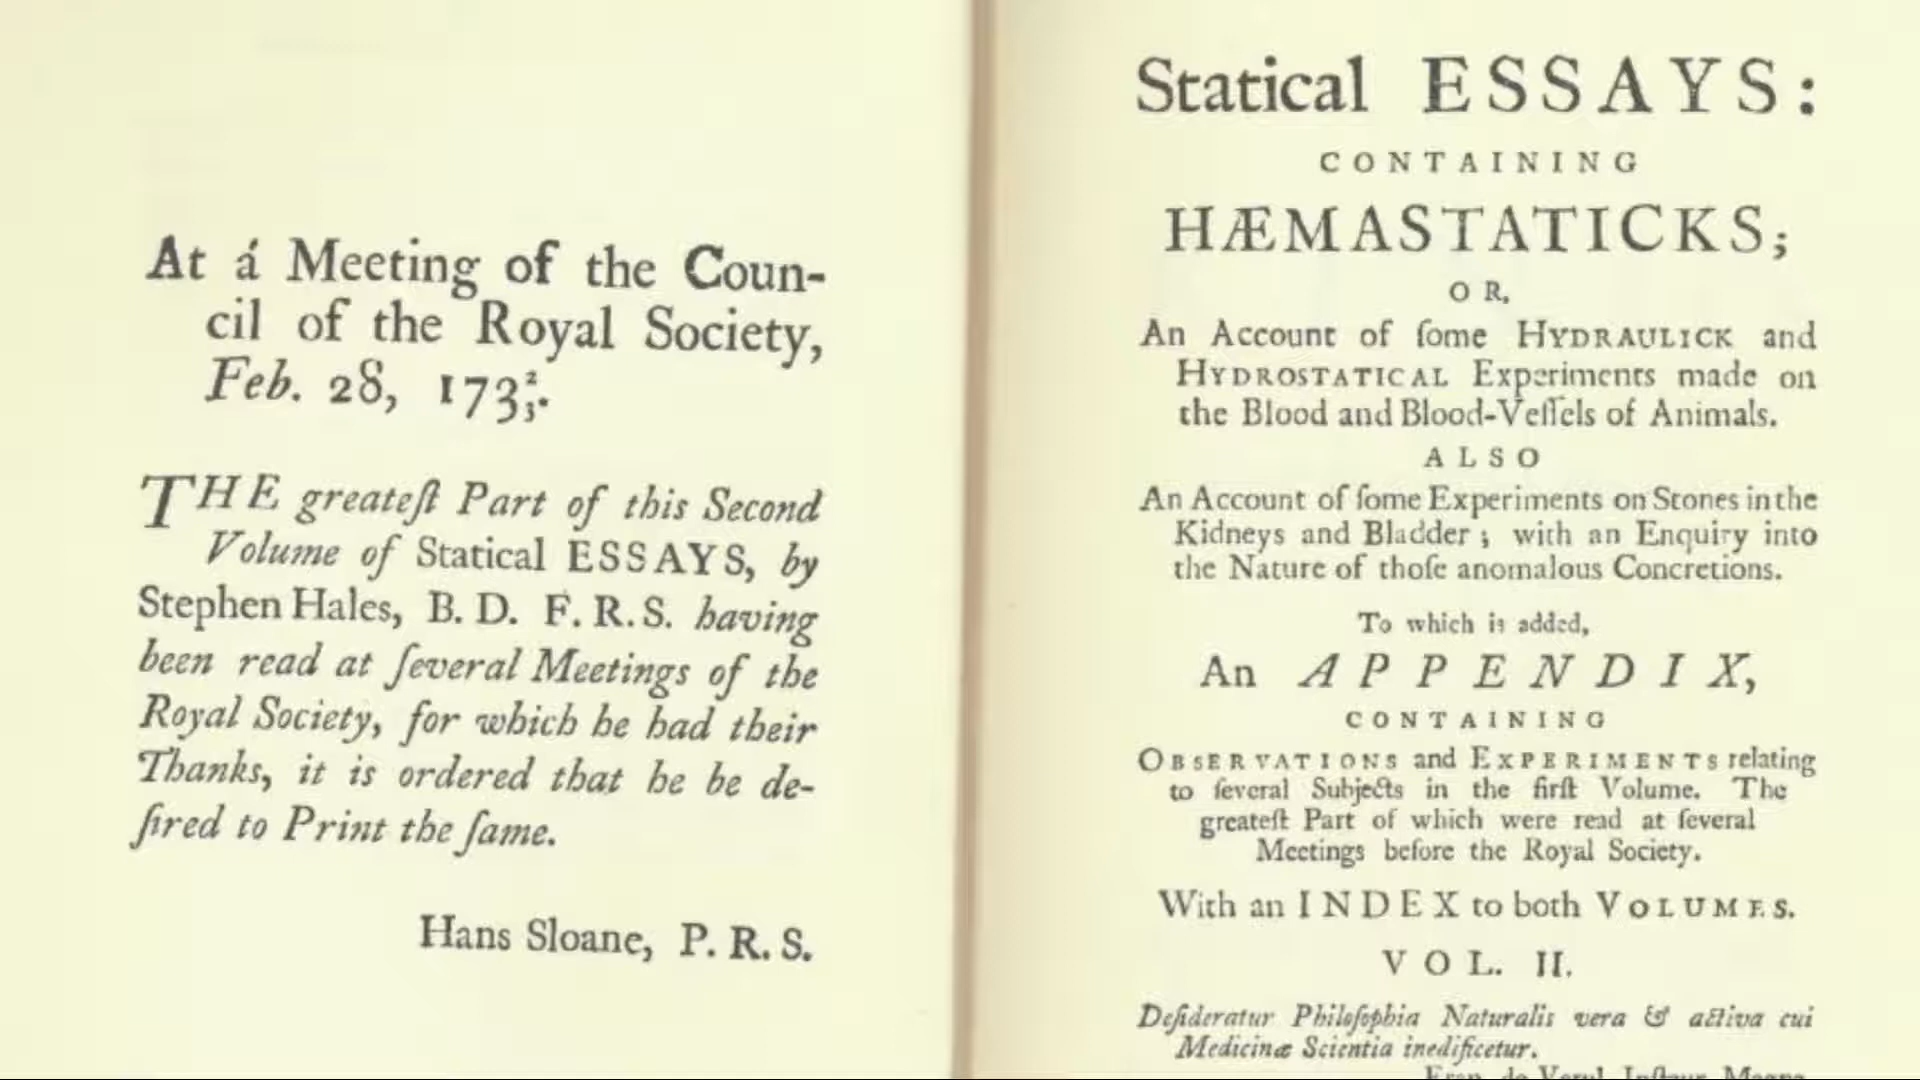 At á Meeting of the Coun-
cil of the Royal Society,
Feb. 28, 173⅔.
THE greateſt Part of this Second
Volume of Statical ESSAYS, by
Stephen Hales, B. D. F. R. S. having
been read at ſeveral Meetings of the
Royal Society, for which he had their
Thanks, it is ordered that he be de-
ſired to Print the ſame.
Hans Sloane, P. R. S.
Statical ESSAYS:
CONTAINING
HÆMASTATICKS;
OR,
An Account of ſome HYDRAULICK and
HYDROSTATICAL Experiments made on
the Blood and Blood-Veſſels of Animals.
ALSO
An Account of ſome Experiments on Stones in the
Kidneys and Bladder; with an Enquiry into
the Nature of thoſe anomalous Concretions.
To which is added,
An APPENDIX,
CONTAINING
OBSERVATIONS and EXPERIMENTS relating
to ſeveral Subjects in the firſt Volume. The
greateſt Part of which were read at ſeveral
Meetings before the Royal Society.
With an INDEX to both VOLUMES.
VOL. II.
Deſideratur Philoſophia Naturalis vera & activa cui
Medicinæ Scientia inedificetur.
Fran. de Verul. Inſtaur. Magna.